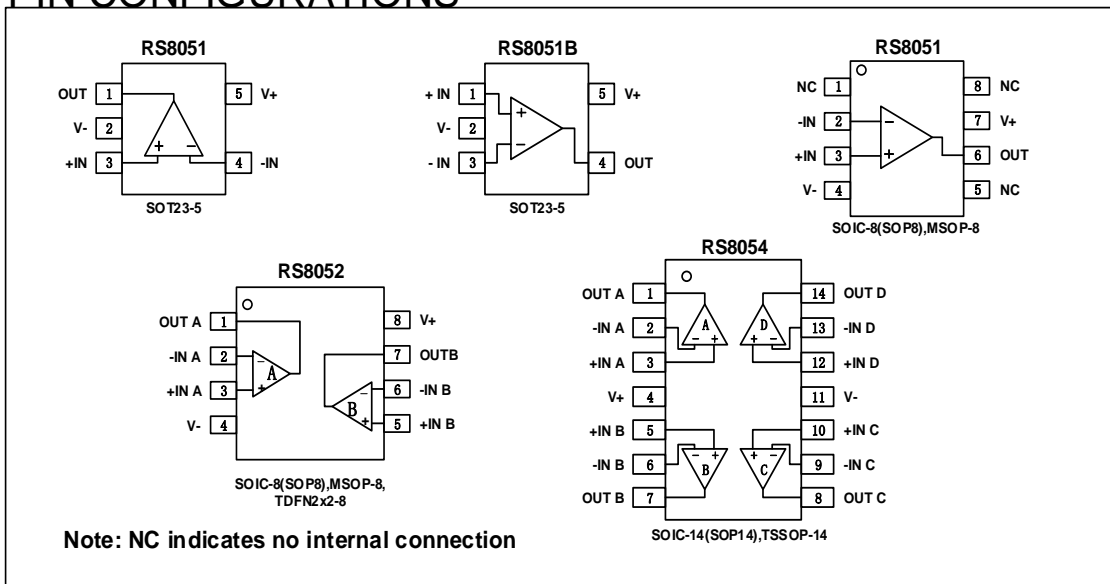 PIN CONFIGURATIONS
RS8051
OUT 1
V- 2
+IN 3
5 V+
4 -IN
+ -
SOT23-5
RS8051B
+ IN 1
V- 2
- IN 3
5 V+
4 OUT
+
-
SOT23-5
RS8051
NC 1
-IN 2
+IN 3
V- 4
8 NC
7 V+
6 OUT
5 NC
-
+
SOIC-8(SOP8),MSOP-8
RS8052
OUT A 1
-IN A 2
+IN A 3
V- 4
8 V+
7 OUTB
6 -IN B
5 +IN B
-
A
+
-
B
+
SOIC-8(SOP8),MSOP-8,
TDFN2x2-8
RS8054
OUT A 1
-IN A 2
+IN A 3
V+ 4
+IN B 5
-IN B 6
OUT B 7
14 OUT D
13 -IN D
12 +IN D
11 V-
10 +IN C
9 -IN C
8 OUT C
A
- +
D
+ -
- +
B
+ -
C
SOIC-14(SOP14),TSSOP-14
Note: NC indicates no internal connection